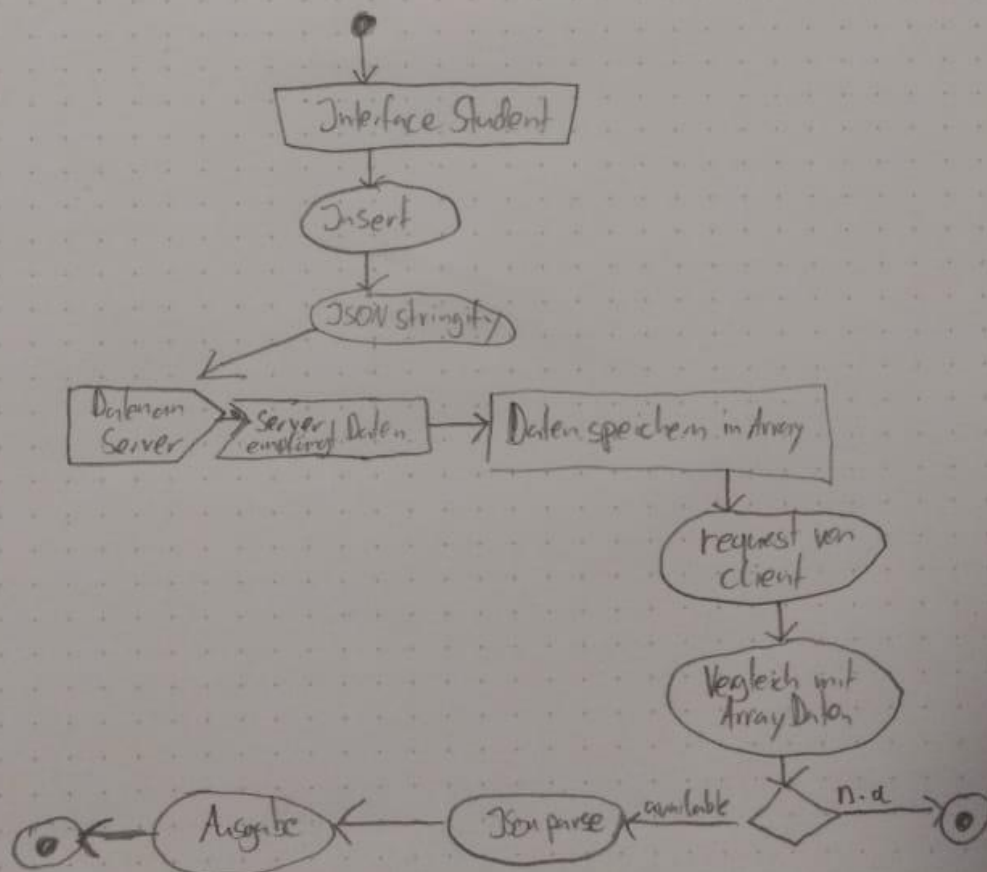 Interface Student
Insert
JSON stringify
Daten an
Server
Server
empfängt Daten
Daten speichern in Array
request von
client
Vergleich mit
Array Daten
n.a
available
Json parse
Ausgabe